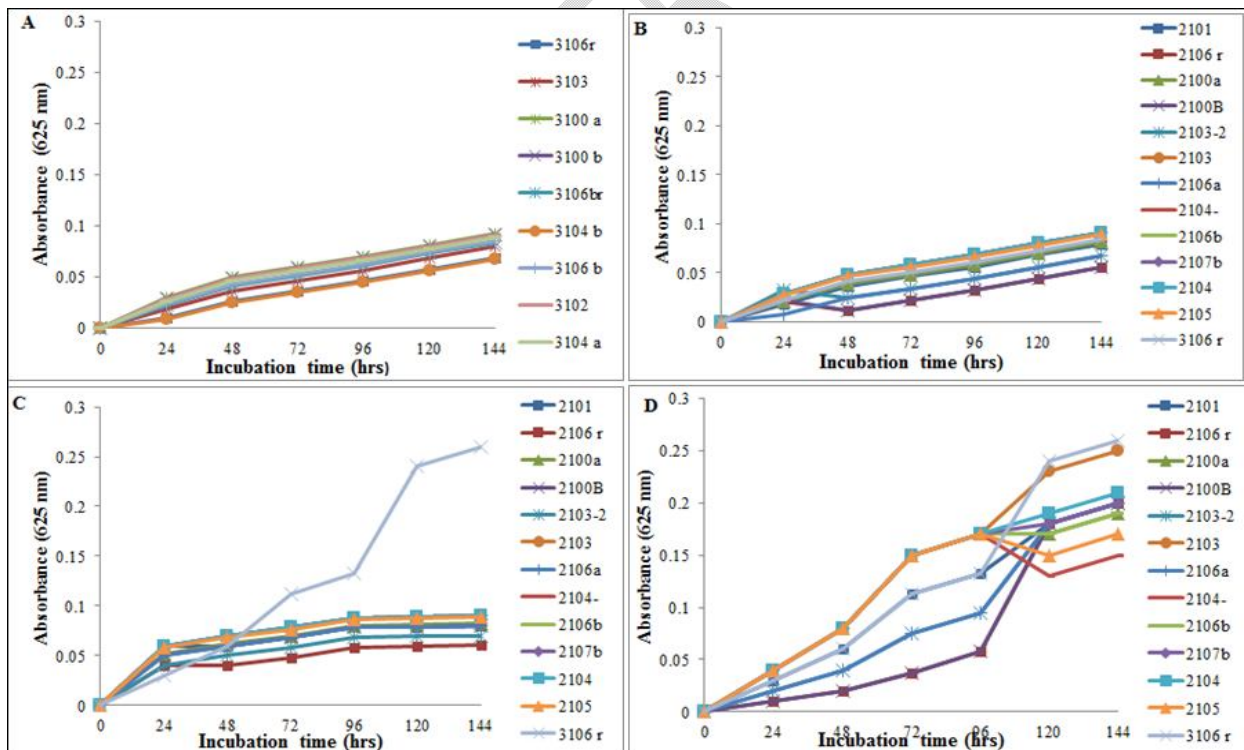 A
0.3
0.25
0.2
0.15
0.1
0.05
0
Absorbance (625 nm)
0 24 48 72 96 120 144
Incubation time (hrs)
3106r
3103
3100 a
3100 b
3106br
3104 b
3106 b
3102
3104 a
B
0.3
0.25
0.2
0.15
0.1
0.05
0
Absorbance (625 nm)
0 24 48 72 96 120 144
Incubation time (hrs)
2101
2106 r
2100a
2100B
2103-2
2103
2106a
2104-
2106b
2107b
2104
2105
3106 r
C
0.3
0.25
0.2
0.15
0.1
0.05
0
Absorbance (625 nm)
0 24 48 72 96 120 144
Incubation time (hrs)
2101
2106 r
2100a
2100B
2103-2
2103
2106a
2104-
2106b
2107b
2104
2105
3106 r
D
0.3
0.25
0.2
0.15
0.1
0.05
0
Absorbance (625 nm)
0 24 48 72 96 120 144
Incubation time (hrs)
2101
2106 r
2100a
2100B
2103-2
2103
2106a
2104-
2106b
2107b
2104
2105
3106 r